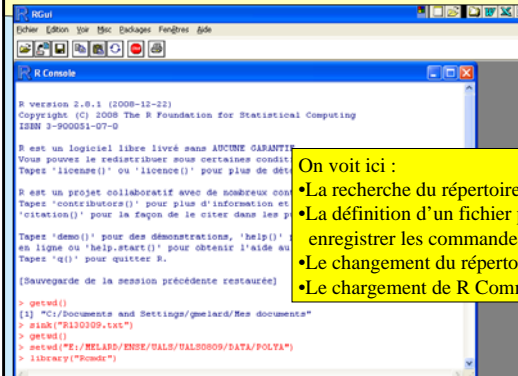 RGui
Fichier Edition Voir Misc Packages Fenêtres Aide
R Console
R version 2.8.1 (2008-12-22)
Copyright (C) 2008 The R Foundation for Statistical Computing
ISBN 3-900051-07-0
R est un logiciel libre livré sans AUCUNE GARANTIE
Vous pouvez le redistribuer sous certaines condit
Tapez 'license()' ou 'licence()' pour plus de dét
R est un projet collaboratif avec de nombreux con
Tapez 'contributors()' pour plus d'information et
'citation()' pour la façon de le citer dans les pu
Tapez 'demo()' pour des démonstrations, 'help()'
en ligne ou 'help.start()' pour obtenir l'aide au
Tapez 'q()' pour quitter R.
[Sauvegarde de la session précédente restaurée]
> getwd()
[1] "C:/Documents and Settings/gmelard/Mes documents"
> sink("R130309.txt")
> getwd()
> setwd("E:/MELARD/ENSE/UALS/UALS0809/DATA/POLYA")
> library("Rcmdr")
On voit ici :
•La recherche du répertoire
•La définition d'un fichier
enregistrer les commande
•Le changement du réperto
•Le chargement de R Com